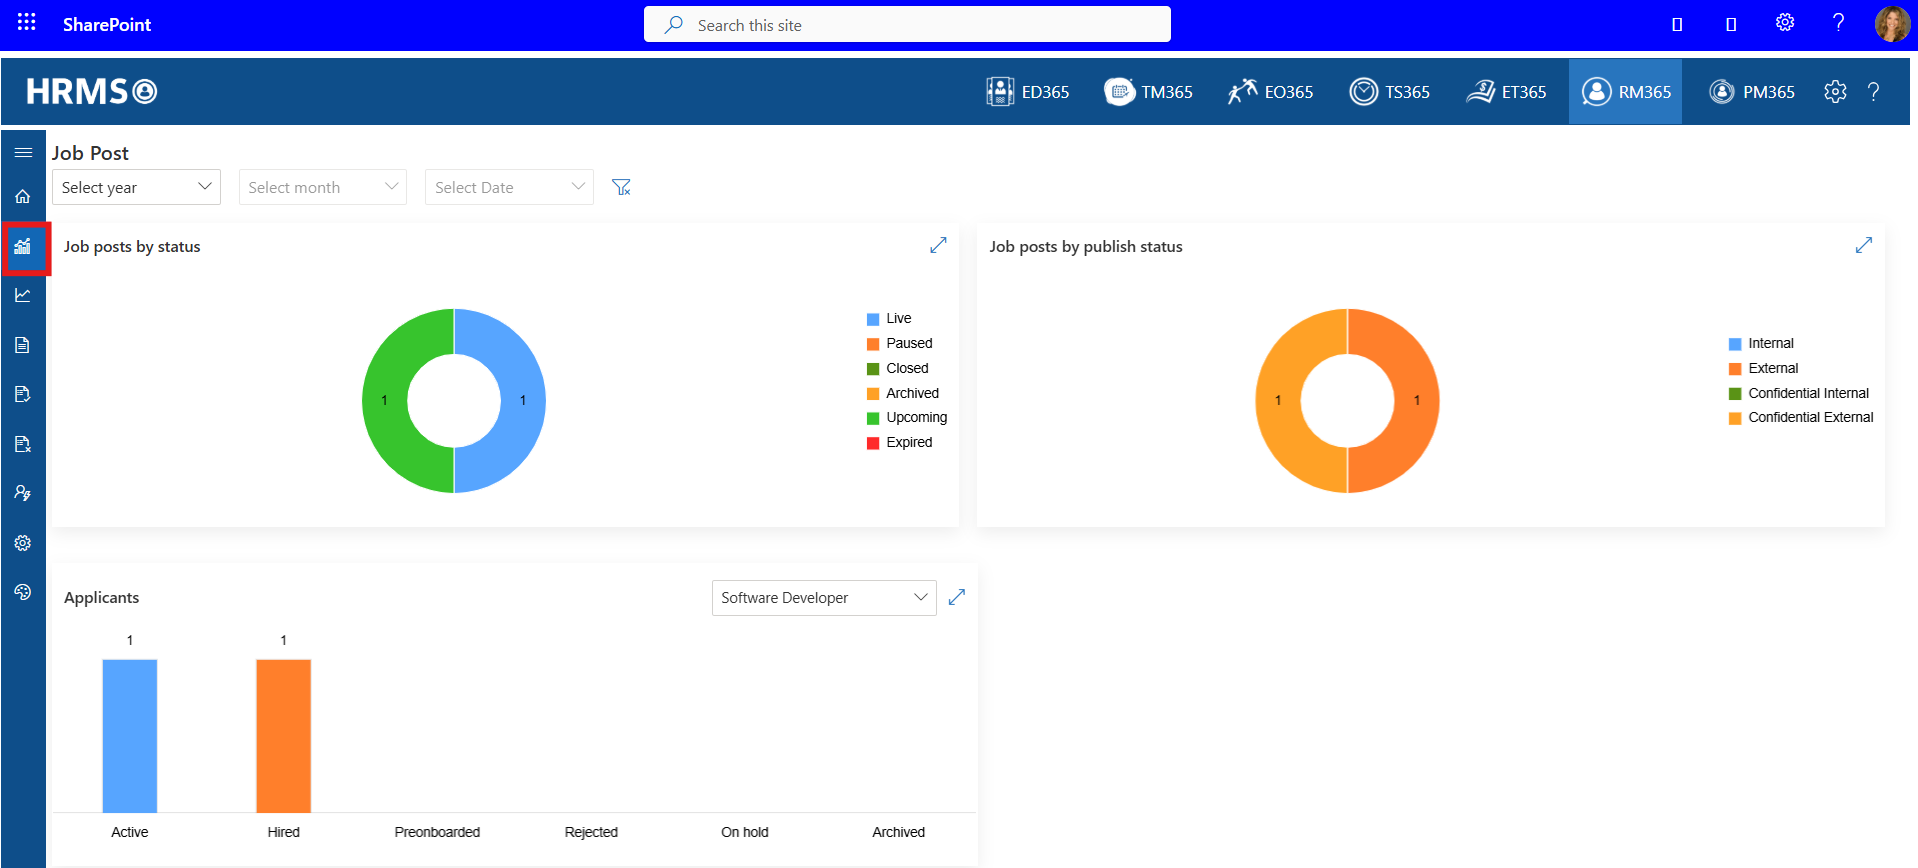 SharePoint
Search this site
?
HRMS
ED365
TM365
EO365
TS365
ET365
RM365
PM365
?
Job Post
Select year
Select month
Select Date
Job posts by status
1
1
Live
Paused
Closed
Archived
Upcoming
Expired
Job posts by publish status
1
1
Internal
External
Confidential Internal
Confidential External
Applicants
Software Developer
1
1
Active
Hired
Preonboarded
Rejected
On hold
Archived